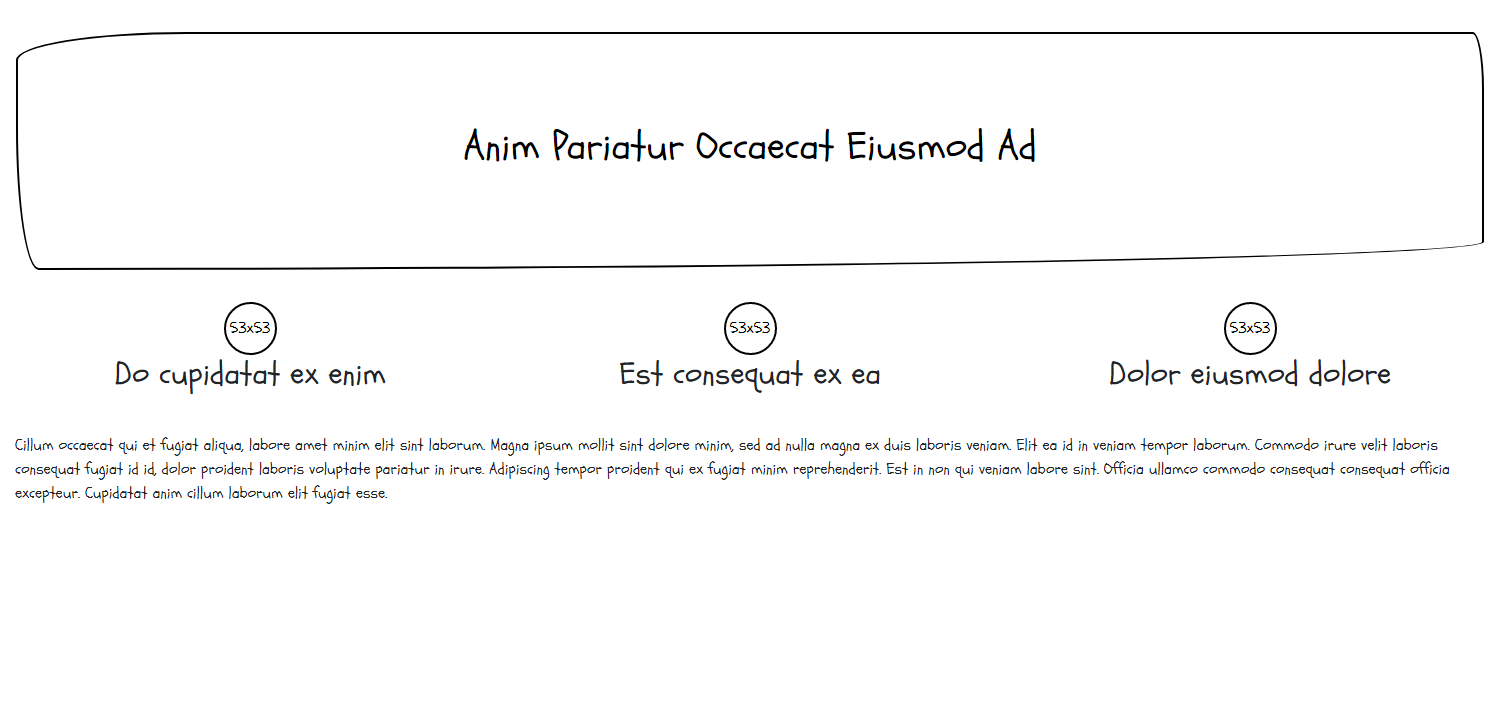 Anim Pariatur Occaecat Eiusmod Ad
53x53 53x53 53x53
Do cupidatat ex enim Est consequat ex ea Dolor eiusmod dolore
Cillum occaecat qui et fugiat aliqua, labore amet minim elit sint laborum. Magna ipsum mollit sint dolore minim, sed ad nulla magna ex duis laboris veniam. Elit ea id in veniam tempor laborum. Commodo irure velit laboris
consequat fugiat id id, dolor proident laboris voluptate pariatur in irure. Adipiscing tempor proident qui ex fugiat minim reprehenderit. Est in non qui veniam labore sint. Officia ullamco commodo consequat consequat officia
excepteur. Cupidatat anim cillum laborum elit fugiat esse.